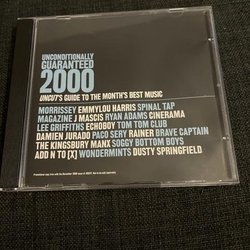 UNCONDITIONALLY
GUARANTEED
2000
UNCUT'S GUIDE TO THE MONTH'S BEST MUSIC
MORRISSEY EMMYLOU HARRIS SPINAL TAP
MAGAZINE J MASCIS RYAN ADAMS CINERAMA
LEE GRIFFITHS ECHOBOY TOM TOM CLUB
DAMIEN JURADO PACO SERY RAINER BRAVE CAPTAIN
THE KINGSBURY MANX SOGGY BOTTOM BOYS
ADD N TO [X] WONDERMINTS DUSTY SPRINGFIELD